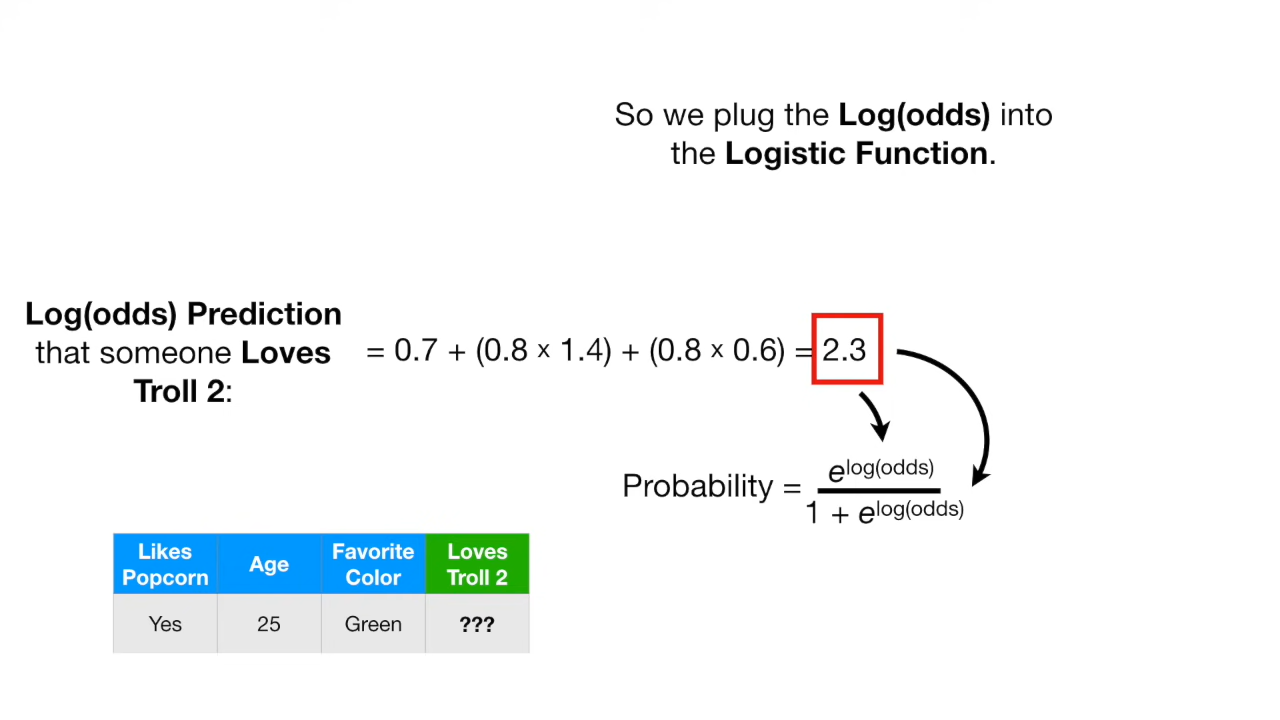 So we plug the Log(odds) into
the Logistic Function.
Log(odds) Prediction
that someone Loves
Troll 2:
= 0.7 + (0.8 x 1.4) + (0.8 x 0.6) = 2.3
Probability = e^log(odds) / 1 + e^log(odds)
Likes Popcorn Age Favorite Color Loves Troll 2
Yes 25 Green ???